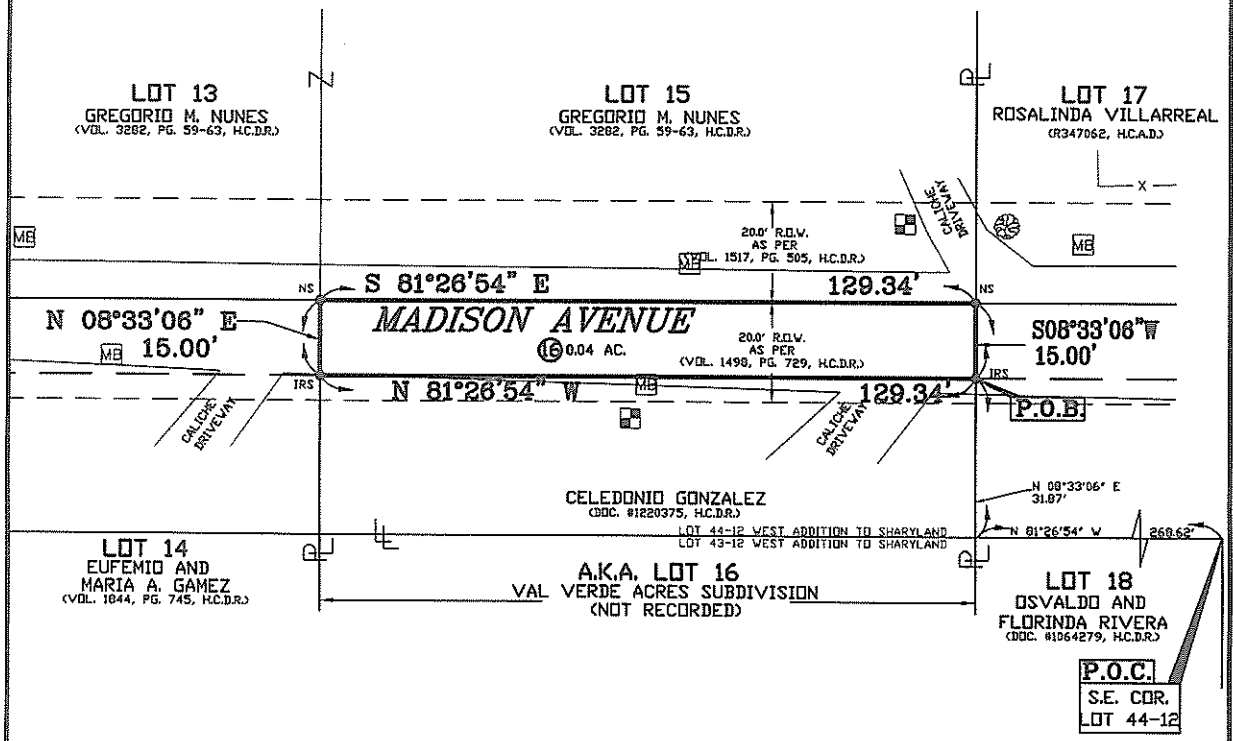 LOT 13
GREGORIO M. NUNES
(VOL. 3282, PG. 59-63, H.C.D.R.)
LOT 15
GREGORIO M. NUNES
(VOL. 3282, PG. 59-63, H.C.D.R.)
LOT 17
ROSALINDA VILLARREAL
(R347062, H.C.A.D.)
X
CALICHE
DRIVEWAY
MB
MB
MB
20.0' R.O.W.
AS PER
(VOL. 1517, PG. 505, H.C.D.R.)
NS
S 81°26'54" E
129.34'
NS
N 08°33'06" E
15.00'
MB
MADISON AVENUE
16 0.04 AC.
20.0' R.O.W.
AS PER
(VOL. 1498, PG. 729, H.C.D.R.)
S08°33'06"W
15.00'
IRS
N 81°26'54" W
MB
129.34'
IRS
P.O.B.
CALICHE
DRIVEWAY
CALICHE
DRIVEWAY
CELEDONIO GONZALEZ
(DOC. #1220375, H.C.D.R.)
N 08°33'06" E
31.87'
LOT 44-12 WEST ADDITION TO SHARYLAND
LOT 43-12 WEST ADDITION TO SHARYLAND
N 81°26'54" W
268.62'
LOT 14
EUFEMIO AND
MARIA A. GAMEZ
(VOL. 1844, PG. 745, H.C.D.R.)
A.K.A. LOT 16
VAL VERDE ACRES SUBDIVISION
(NOT RECORDED)
LOT 18
OSVALDO AND
FLORINDA RIVERA
(DOC. #1064279, H.C.D.R.)
P.O.C.
S.E. COR.
LOT 44-12